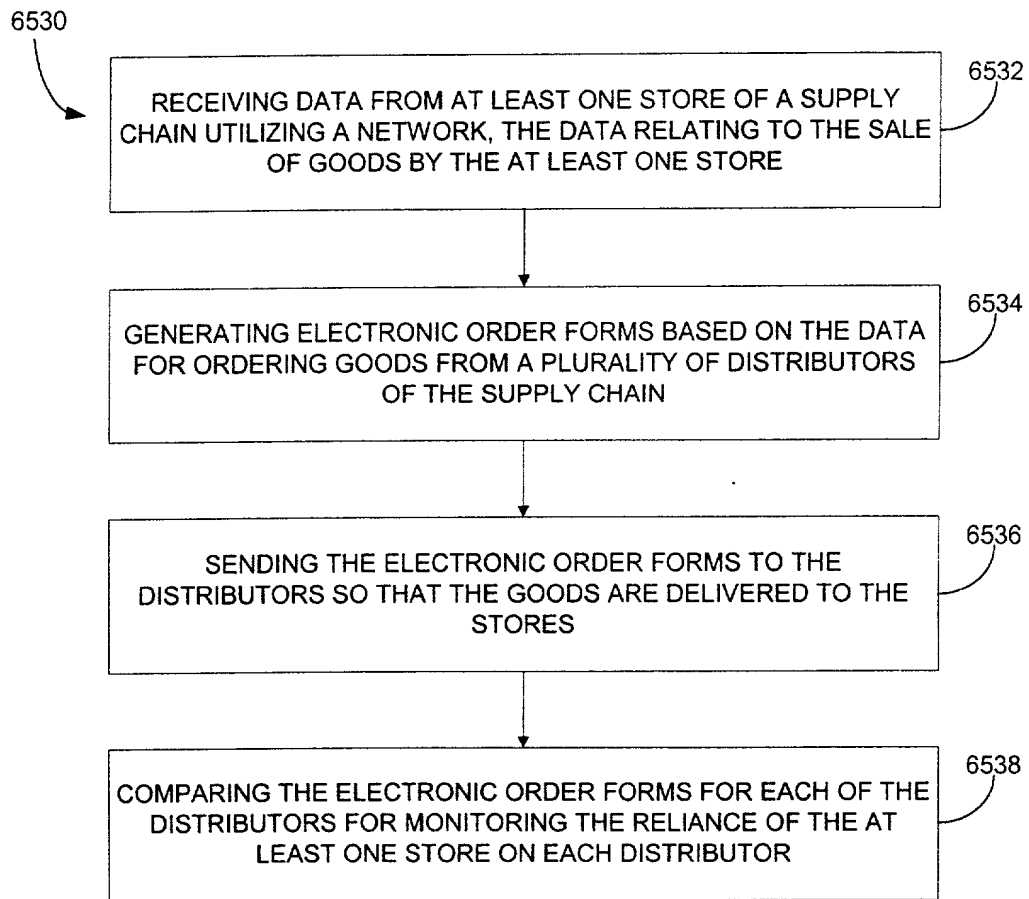 6530
6532
RECEIVING DATA FROM AT LEAST ONE STORE OF A SUPPLY
CHAIN UTILIZING A NETWORK, THE DATA RELATING TO THE SALE
OF GOODS BY THE AT LEAST ONE STORE
6534
GENERATING ELECTRONIC ORDER FORMS BASED ON THE DATA
FOR ORDERING GOODS FROM A PLURALITY OF DISTRIBUTORS
OF THE SUPPLY CHAIN
6536
SENDING THE ELECTRONIC ORDER FORMS TO THE
DISTRIBUTORS SO THAT THE GOODS ARE DELIVERED TO THE
STORES
6538
COMPARING THE ELECTRONIC ORDER FORMS FOR EACH OF THE
DISTRIBUTORS FOR MONITORING THE RELIANCE OF THE AT
LEAST ONE STORE ON EACH DISTRIBUTOR